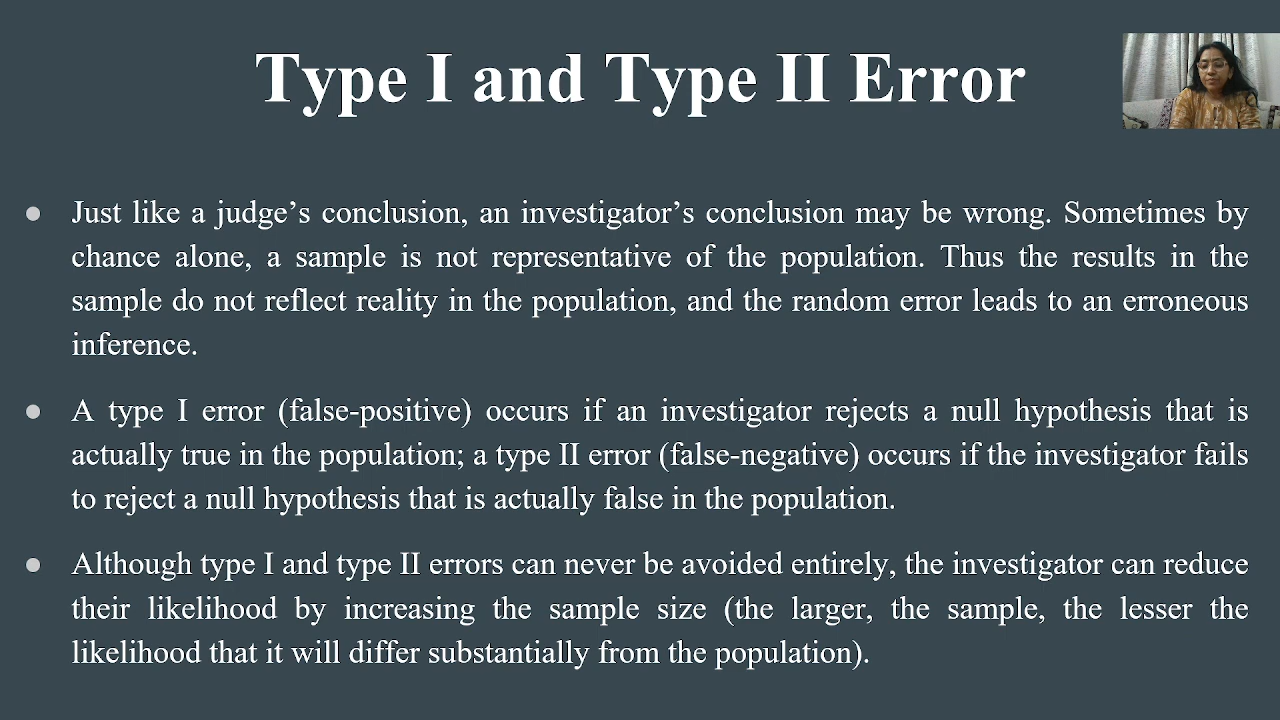 Type I and Type II Error
Just like a judge’s conclusion, an investigator’s conclusion may be wrong. Sometimes by
chance alone, a sample is not representative of the population. Thus the results in the
sample do not reflect reality in the population, and the random error leads to an erroneous
inference.
A type I error (false-positive) occurs if an investigator rejects a null hypothesis that is
actually true in the population; a type II error (false-negative) occurs if the investigator fails
to reject a null hypothesis that is actually false in the population.
Although type I and type II errors can never be avoided entirely, the investigator can reduce
their likelihood by increasing the sample size (the larger, the sample, the lesser the
likelihood that it will differ substantially from the population).